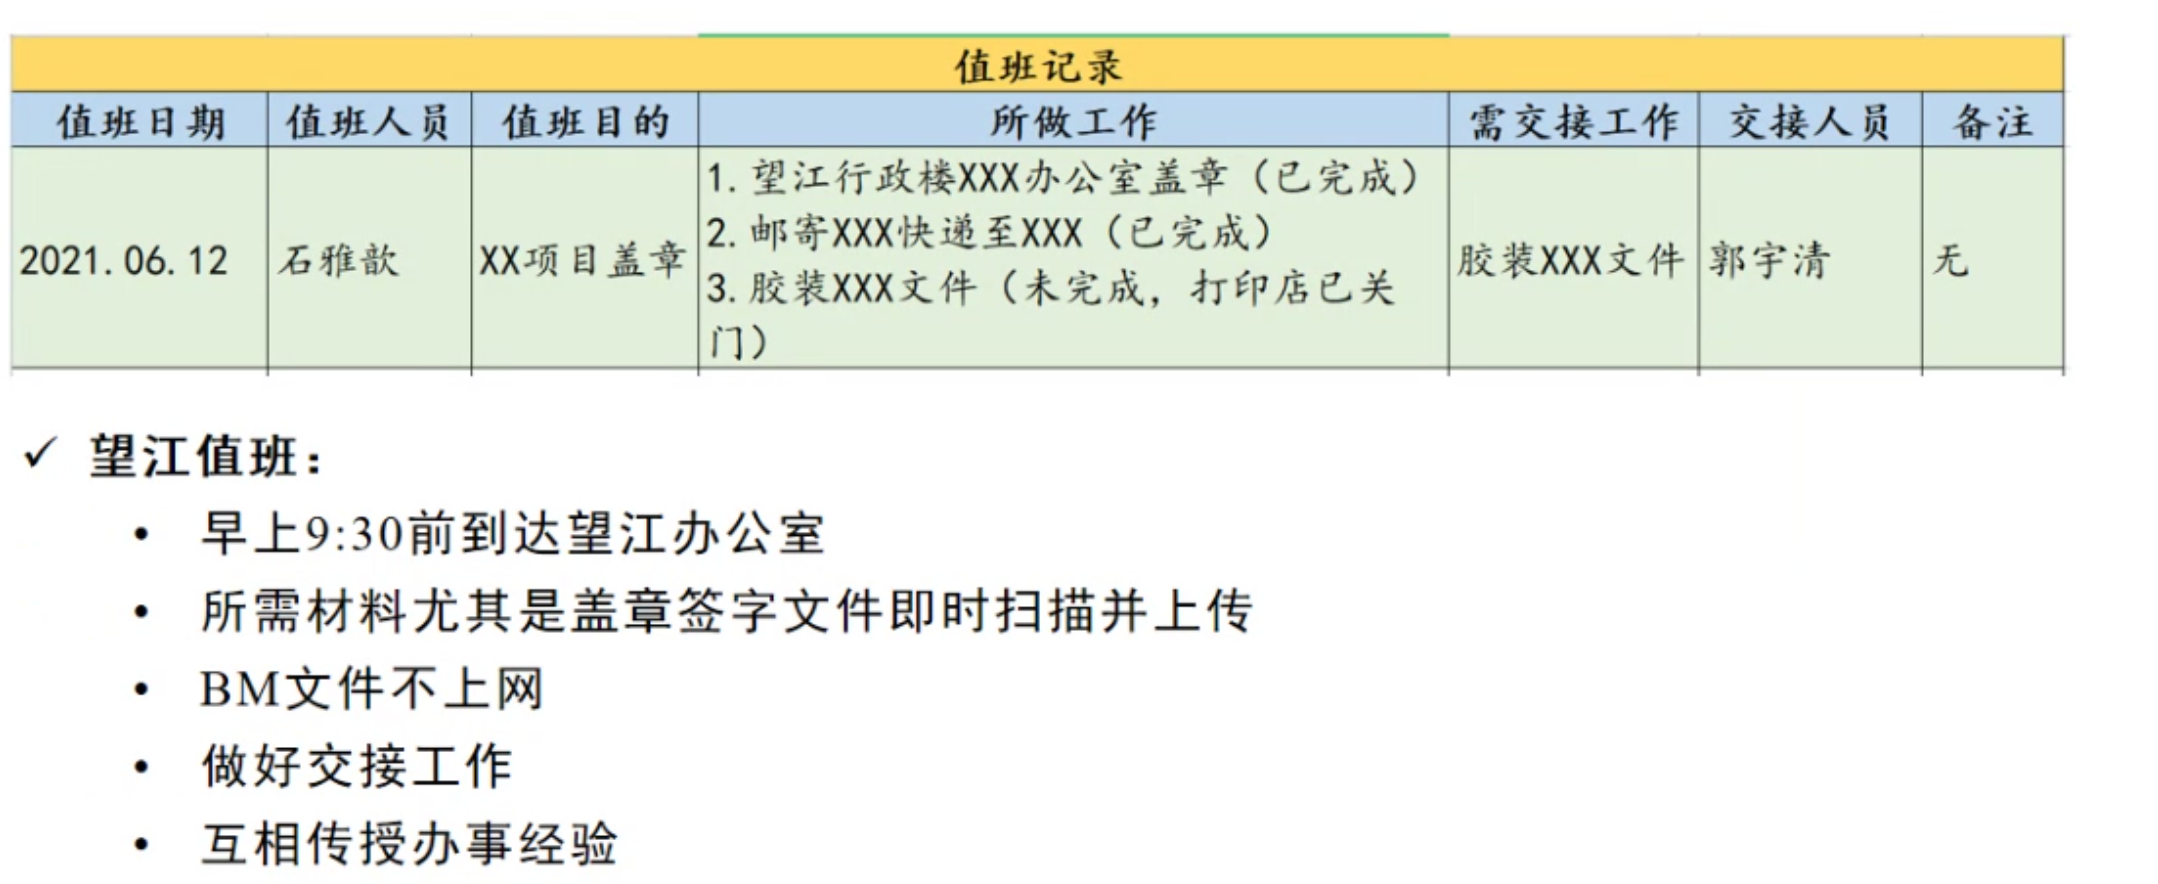 值班记录
值班日期 值班人员 值班目的 所做工作 需交接工作 交接人员 备注
2021.06.12 石雅歆 XX项目盖章 1.望江行政楼XXX办公室盖章（已完成）
2.邮寄XXX快递至XXX（已完成）
3.胶装XXX文件（未完成，打印店已关
门） 胶装XXX文件 郭宇清 无
✓ 望江值班：
• 早上9:30前到达望江办公室
• 所需材料尤其是盖章签字文件即时扫描并上传
• BM文件不上网
• 做好交接工作
• 互相传授办事经验